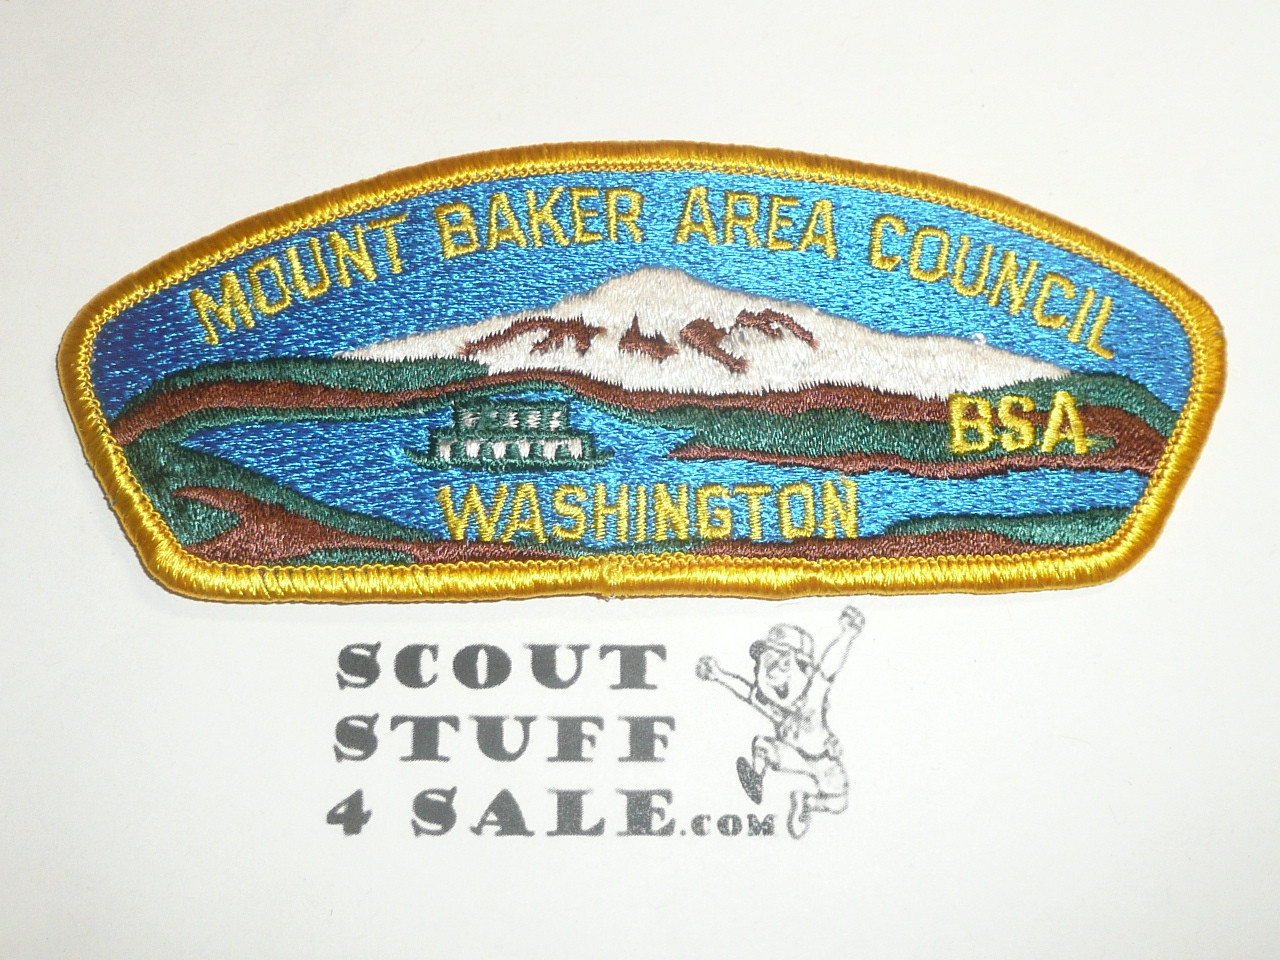 MOUNT BAKER AREA COUNCIL
BSA
WASHINGTON
SCOUT
STUFF
4 SALE.COM